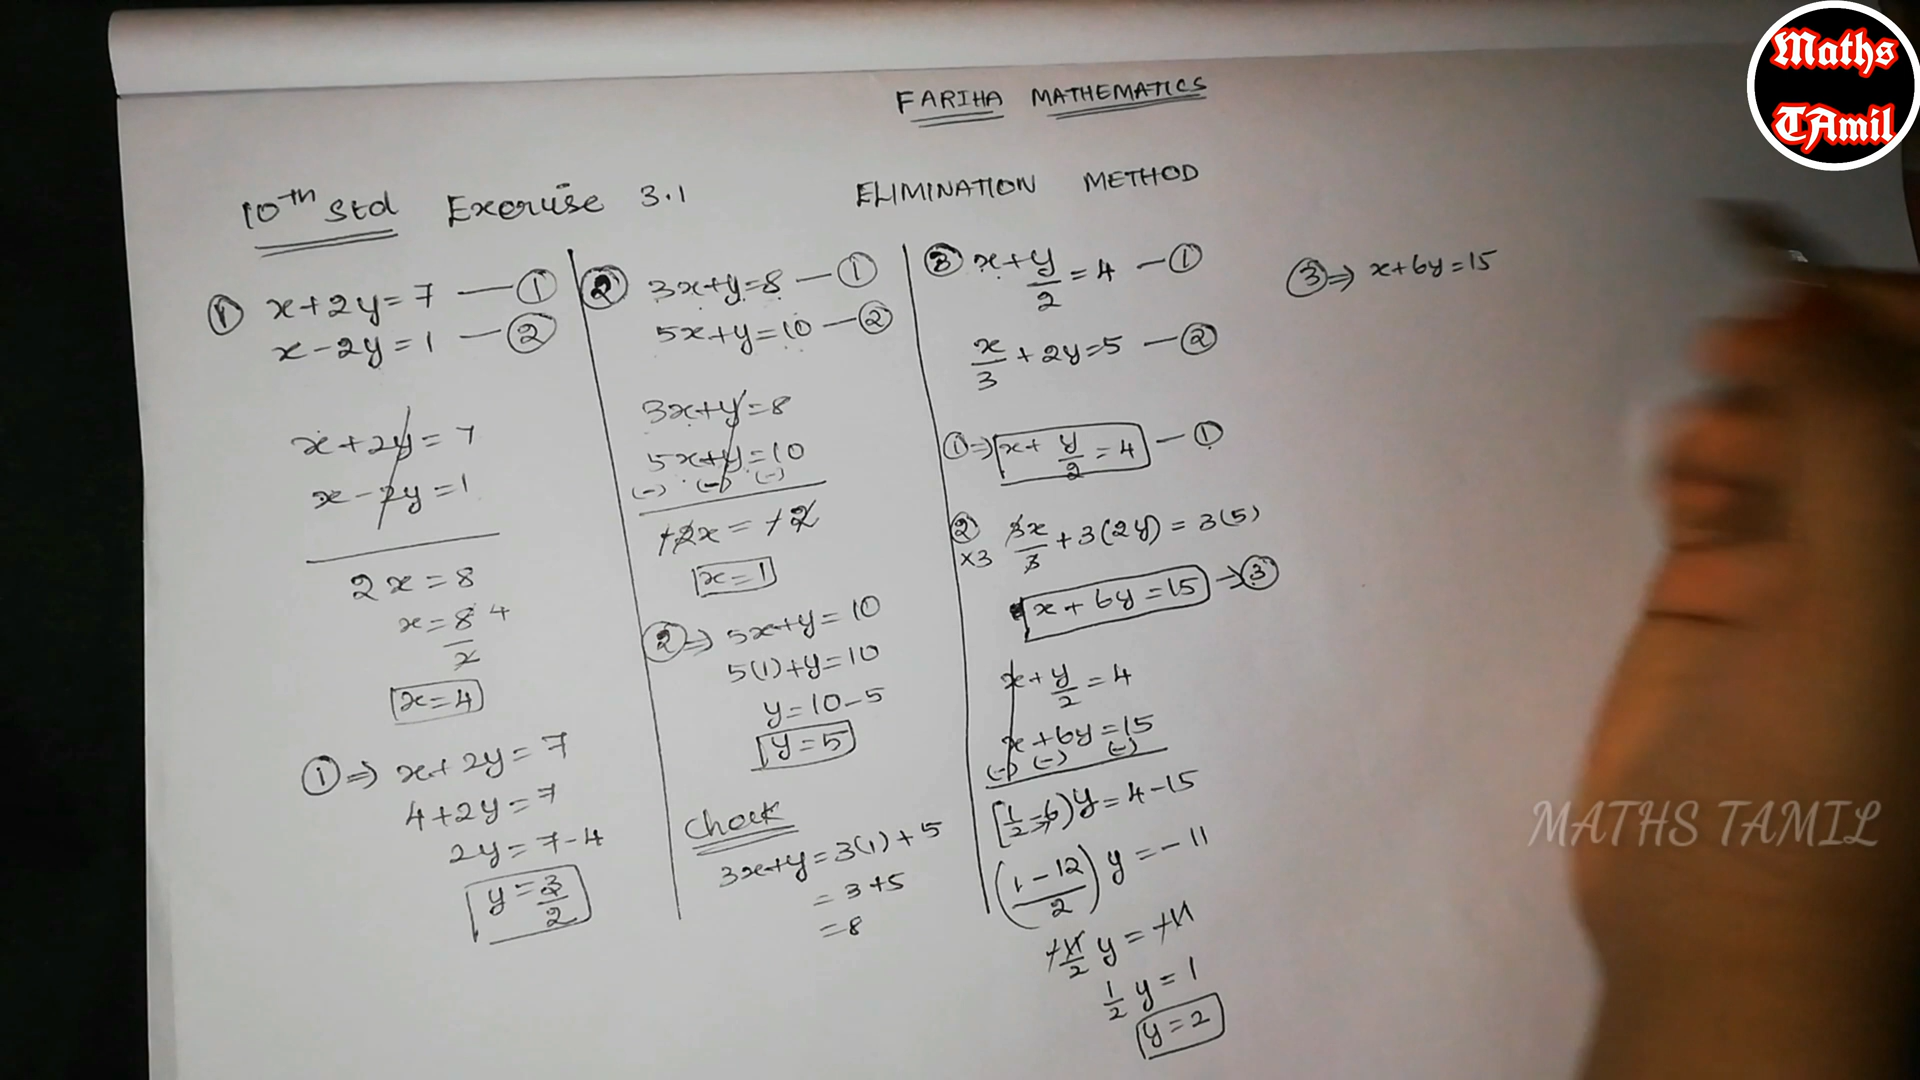 Maths
TAmil
FARIHA MATHEMATICS
10th Std Exercise 3.1 ELIMINATION METHOD
① x+2y=7 —①
x-2y=1 —②
x+2y=7
x-2y=1
2x=8
x=8/2 4
x=4
①⇒ x+2y=7
4+2y=7
2y=7-4
y=3/2
② 3x+y=8 —①
5x+y=10 —②
3x+y=8
5x+y=10
(-) (-) (-)
+2x=+2
x=1
②⇒ 5x+y=10
5(1)+y=10
y=10-5
y=5
Check
3x+y=3(1)+5
=3+5
=8
③ x+y/2=4 —①
x/3+2y=5 —②
①⇒ x+y/2=4 —①
②×3 3x/3+3(2y)=3(5)
x+6y=15 →③
x+y/2=4
x+6y=15
(-) (-) (-)
[1/2-6)y=4-15
(1-12/2)y=-11
+11/2 y=+11
1/2 y=1
y=2
③⇒ x+6y=15
MATHS TAMIL